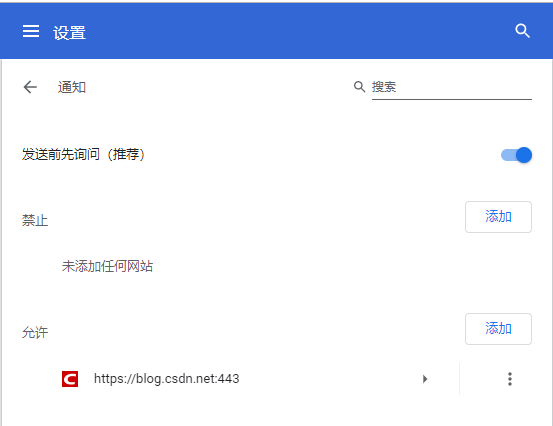 设置
通知
搜索
发送前先询问（推荐）
禁止
添加
未添加任何网站
允许
添加
C
https://blog.csdn.net:443